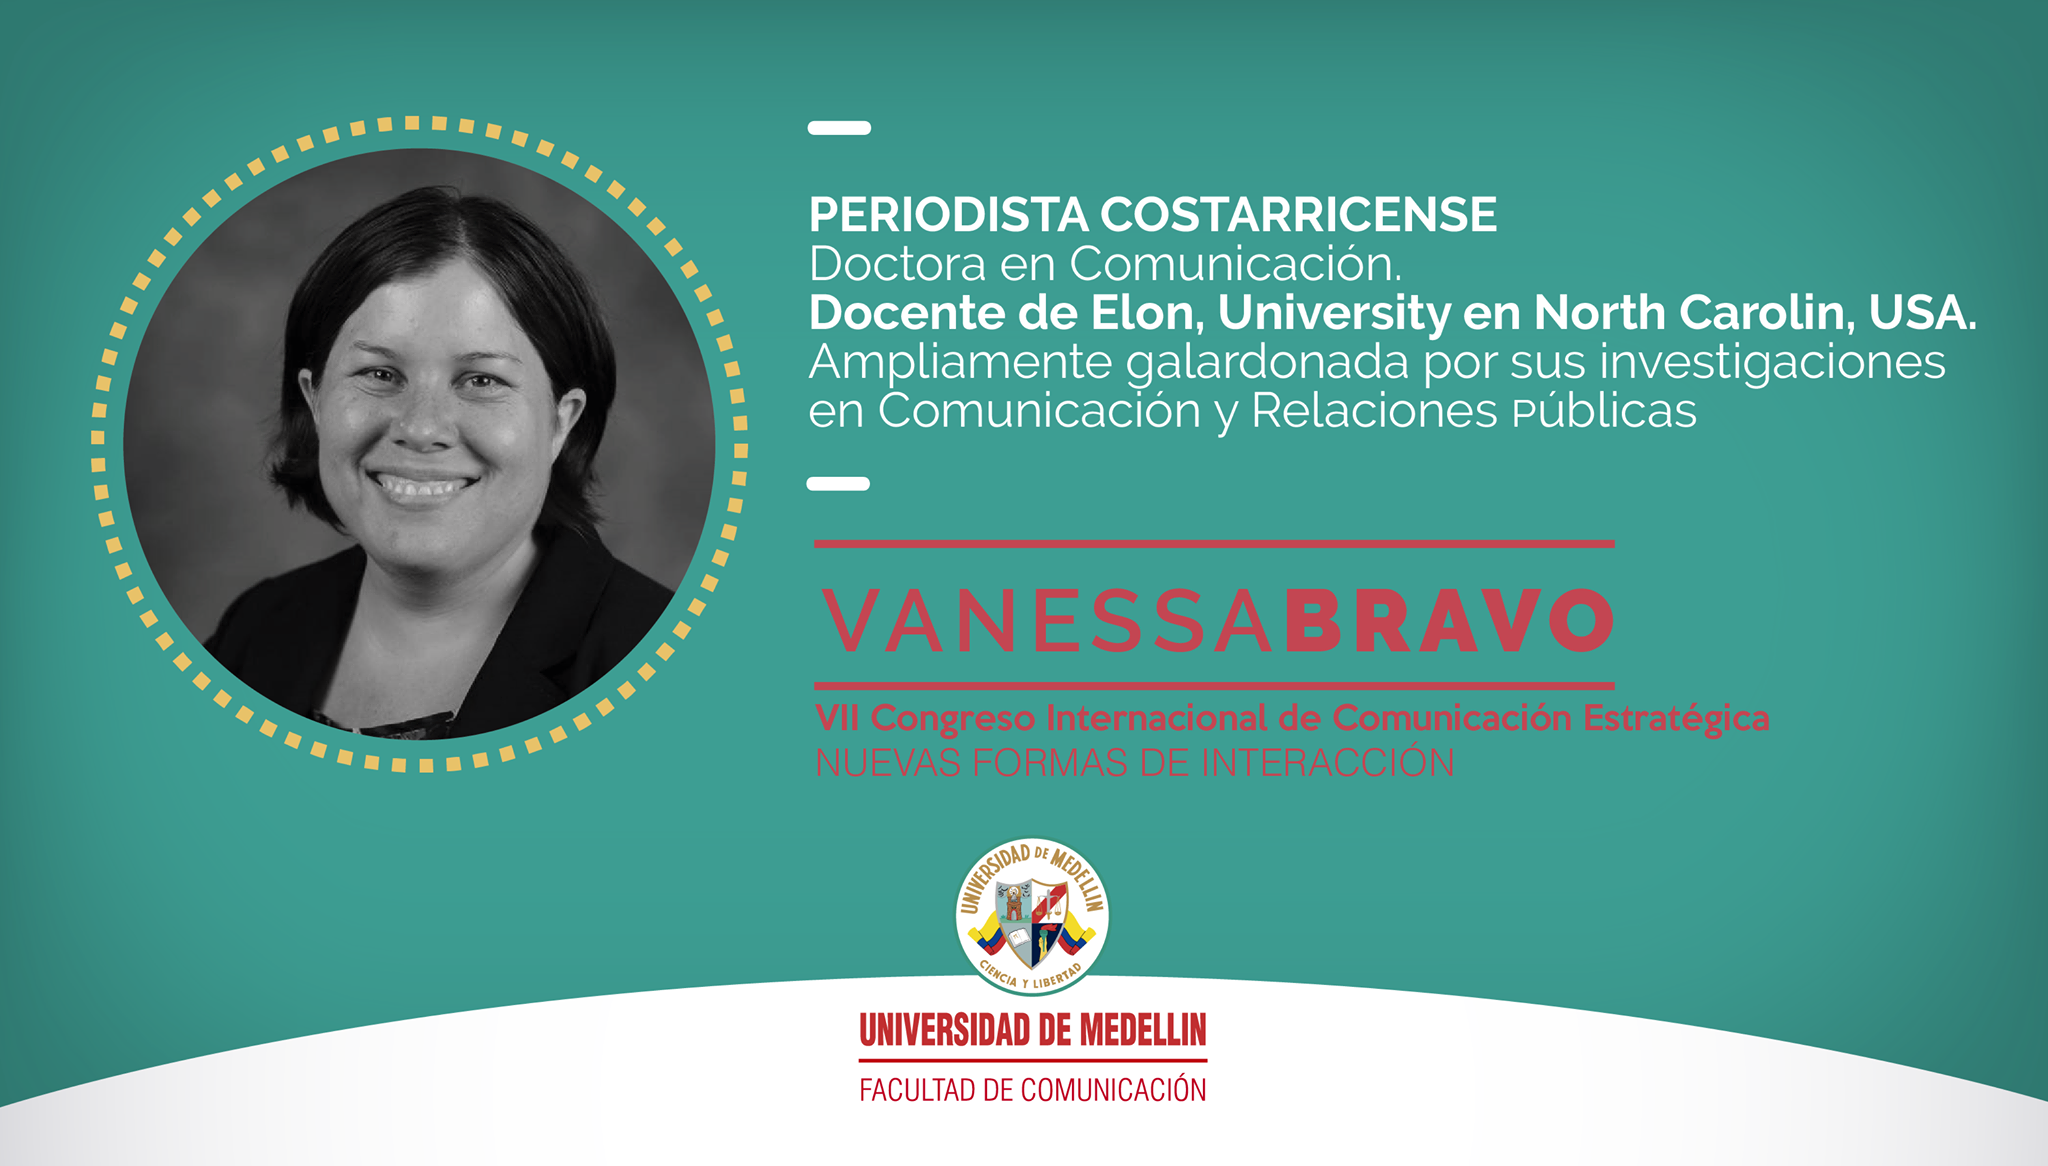 PERIODISTA COSTARRICENSE
Doctora en Comunicación.
Docente de Elon, University en North Carolin, USA.
Ampliamente galardonada por sus investigaciones
en Comunicación y Relaciones Públicas
VANESSABRAVO
VII Congreso Internacional de Comunicación Estratégica
NUEVAS FORMAS DE INTERACCIÓN
UNIVERSIDAD DE MEDELLIN
CIENCIA Y LIBERTAD
UNIVERSIDAD DE MEDELLIN
FACULTAD DE COMUNICACIÓN